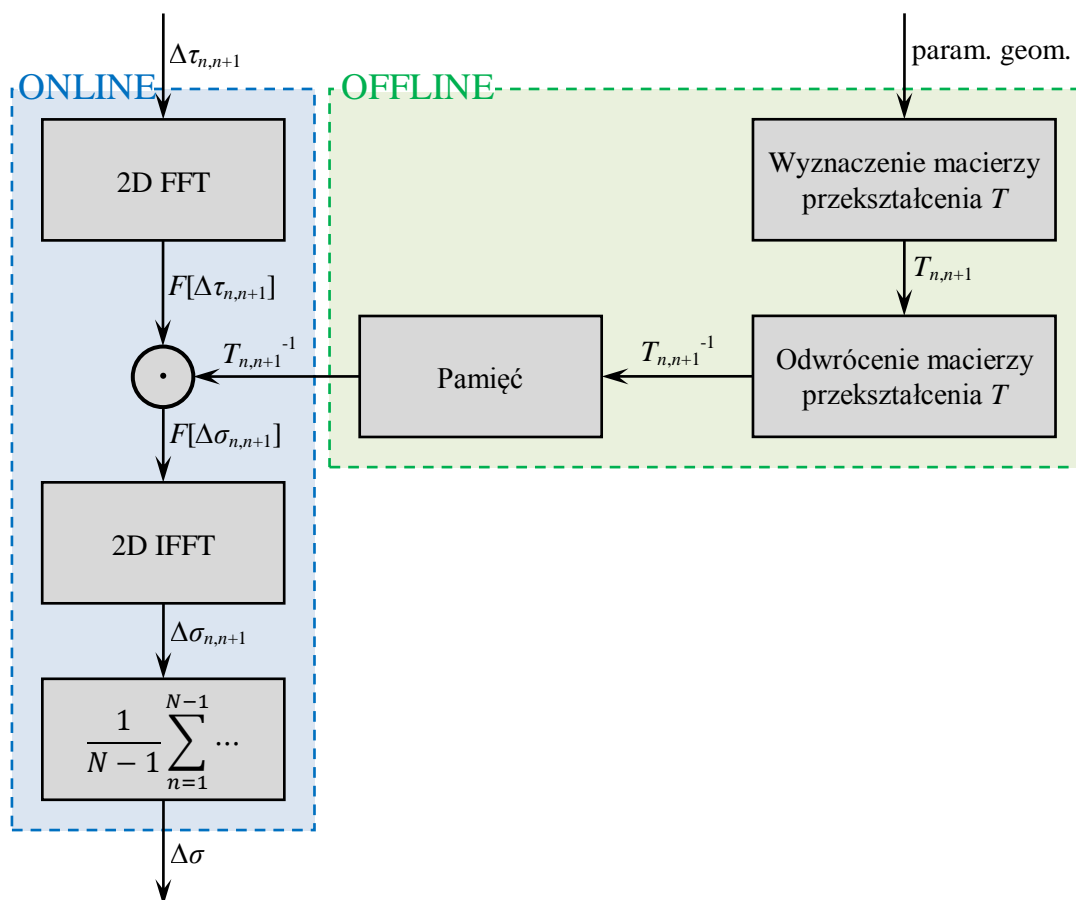 Δτn,n+1
param. geom.
ONLINE
OFFLINE
2D FFT
Wyznaczenie macierzy
przekształcenia T
F[Δτn,n+1]
Tn,n+1
Tn,n+1-1
Pamięć
Tn,n+1-1
Odwrócenie macierzy
przekształcenia T
·
F[Δσn,n+1]
2D IFFT
Δσn,n+1
1/(N − 1) ∑n=1N−1 ⋯
Δσ